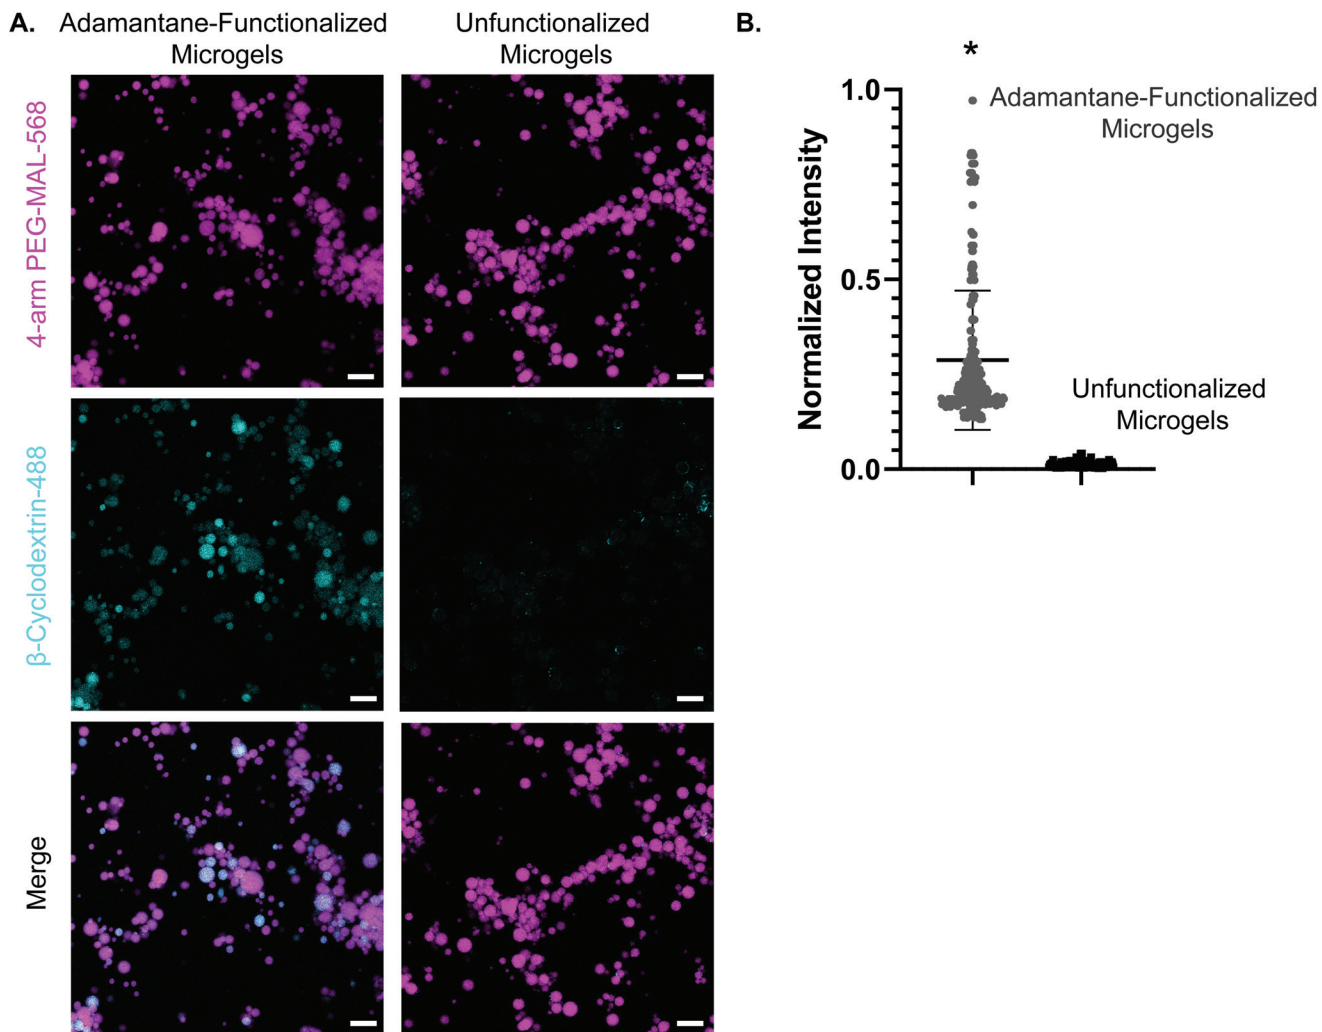 A.
Adamantane-Functionalized
Microgels
Unfunctionalized
Microgels
4-arm PEG-MAL-568
β-Cyclodextrin-488
Merge
B.
*
1.0
0.5
0.0
Normalized Intensity
Adamantane-Functionalized
Microgels
Unfunctionalized
Microgels